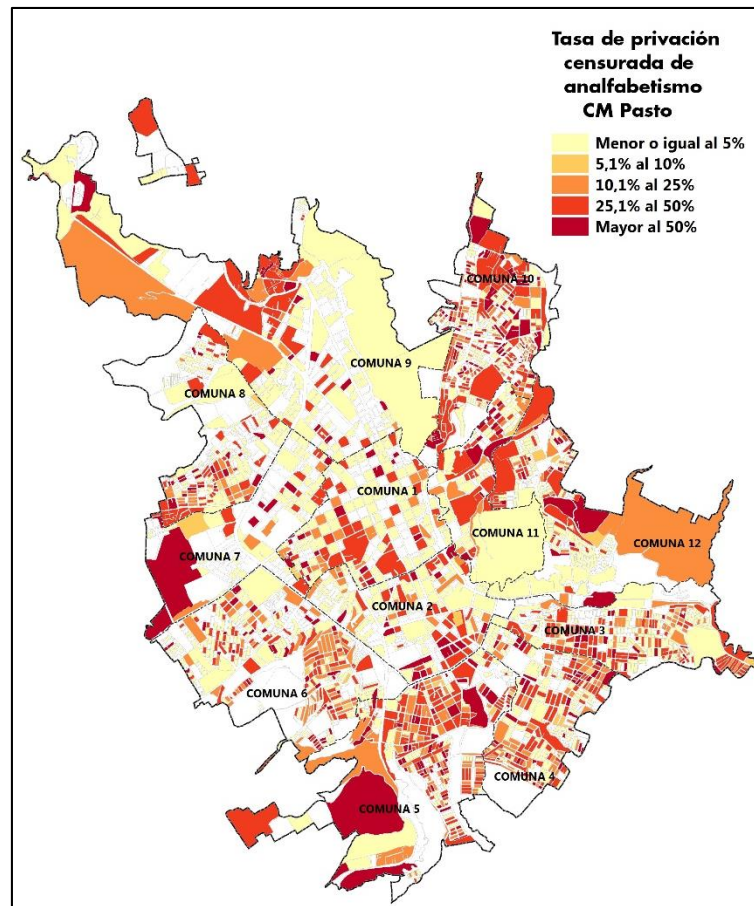 Tasa de privación
censurada de
analfabetismo
CM Pasto
Menor o igual al 5%
5,1% al 10%
10,1% al 25%
25,1% al 50%
Mayor al 50%
COMUNA 10
COMUNA 9
COMUNA 8
COMUNA 1
COMUNA 11
COMUNA 12
COMUNA 7
COMUNA 2
COMUNA 3
COMUNA 6
COMUNA 4
COMUNA 5